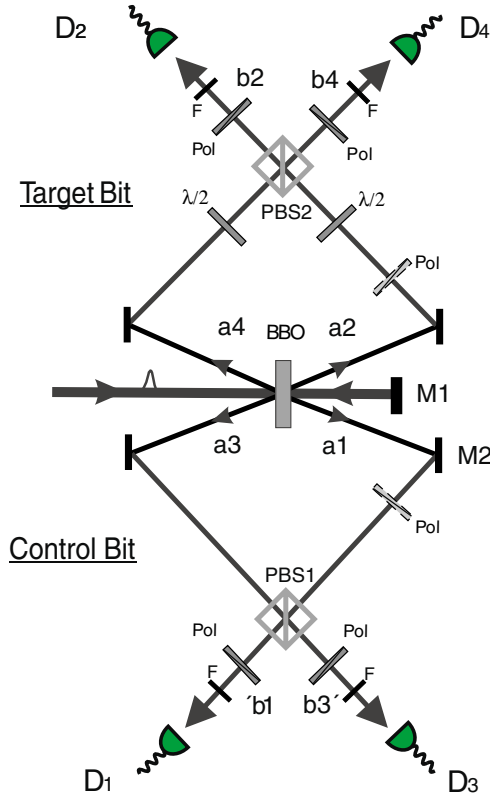 D2
D4
b2
b4
F
F
Pol
Pol
Target Bit
λ/2
PBS2
λ/2
Pol
a4
BBO
a2
M1
a3
a1
M2
Pol
Control Bit
PBS1
Pol
Pol
F
F
´b1
b3´
D1
D3